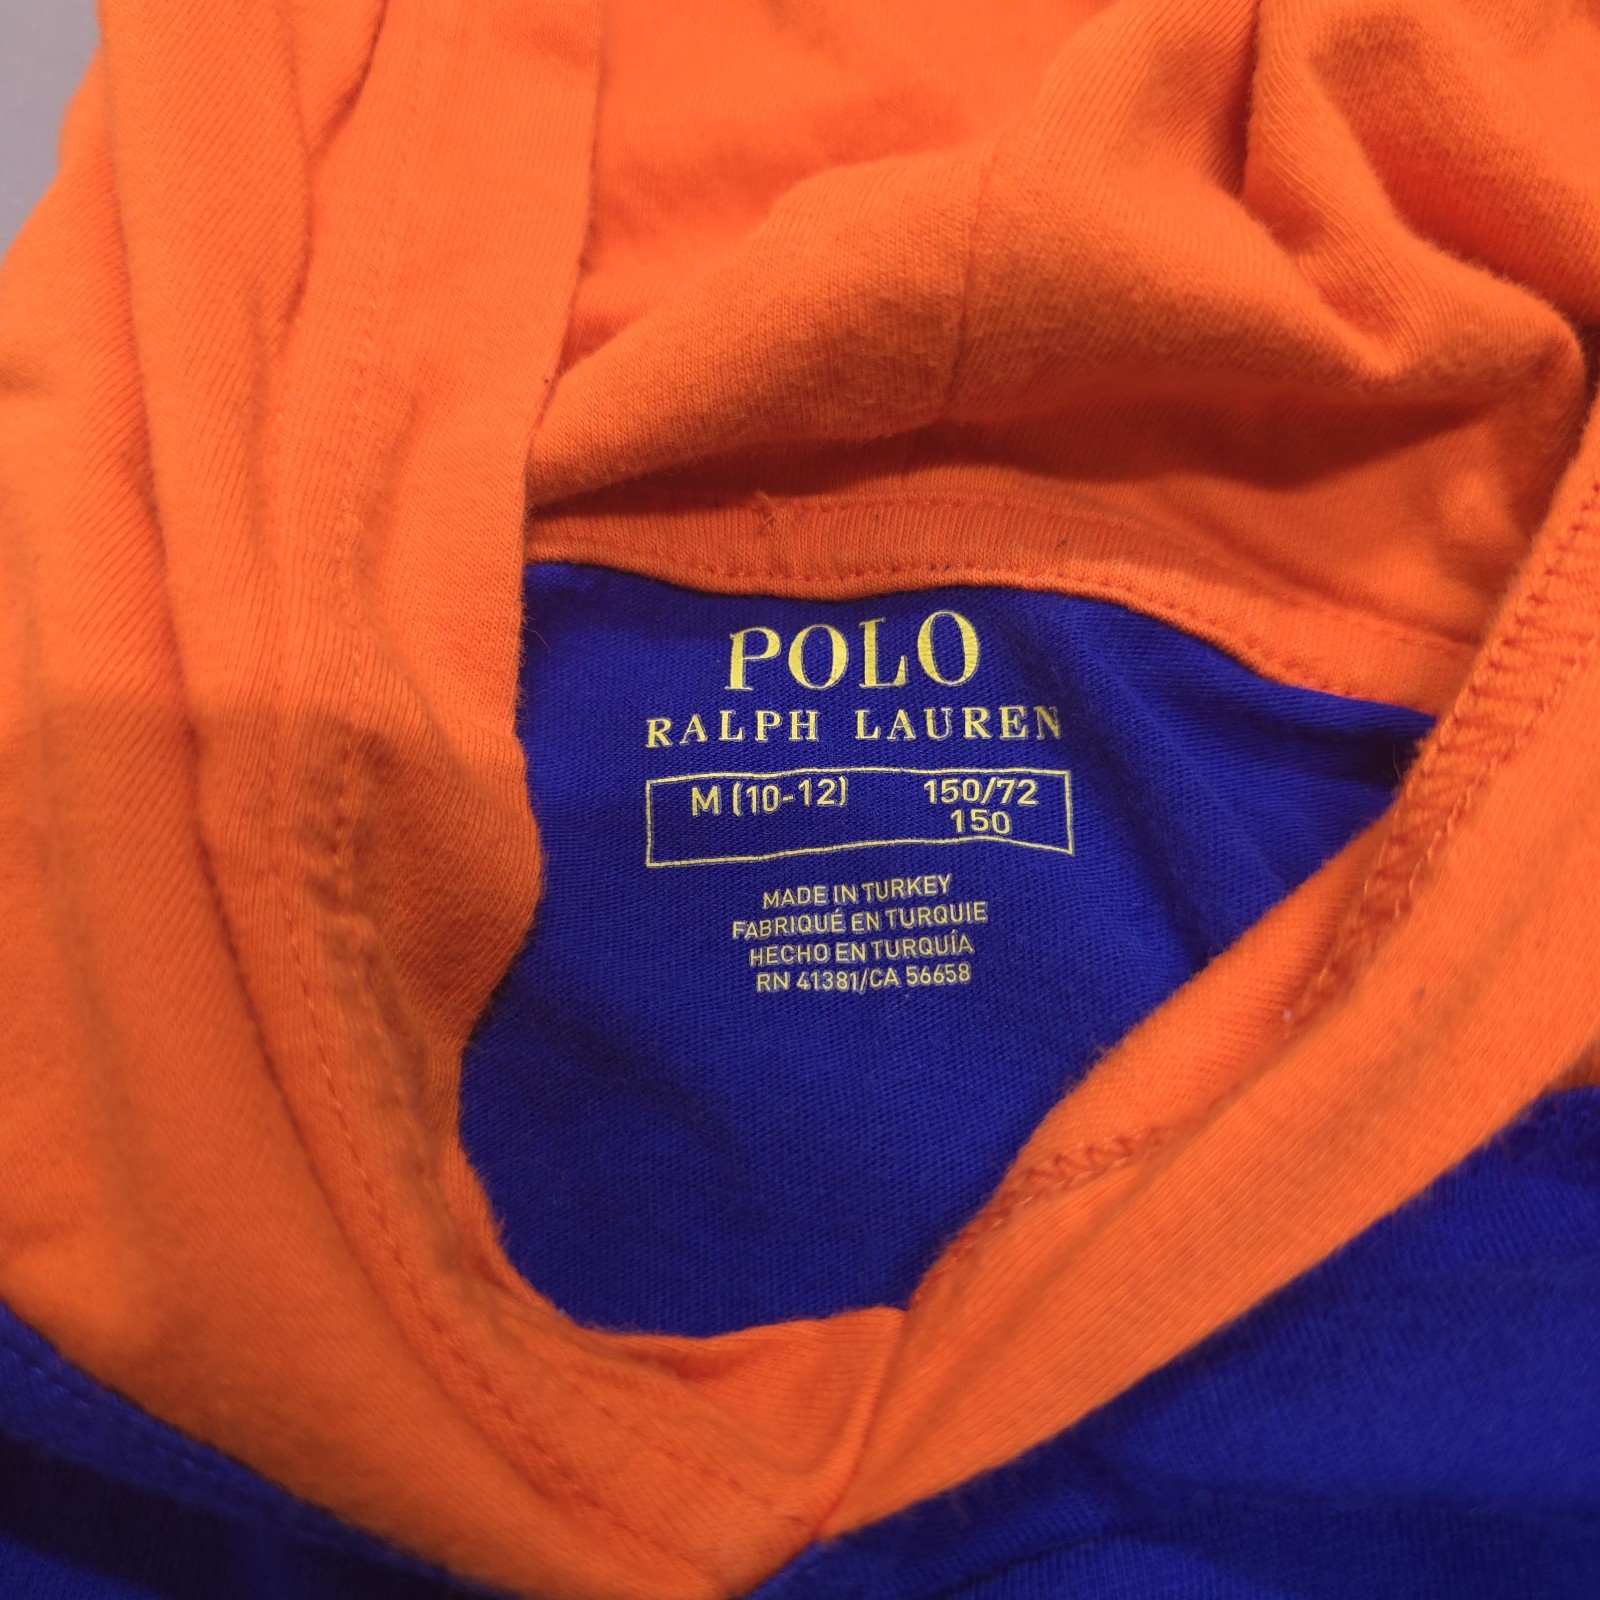 POLO
RALPH LAUREN
M (10-12) 150/72
150
MADE IN TURKEY
FABRIQUÉ EN TURQUIE
HECHO EN TURQUÍA
RN 41381/CA 56658